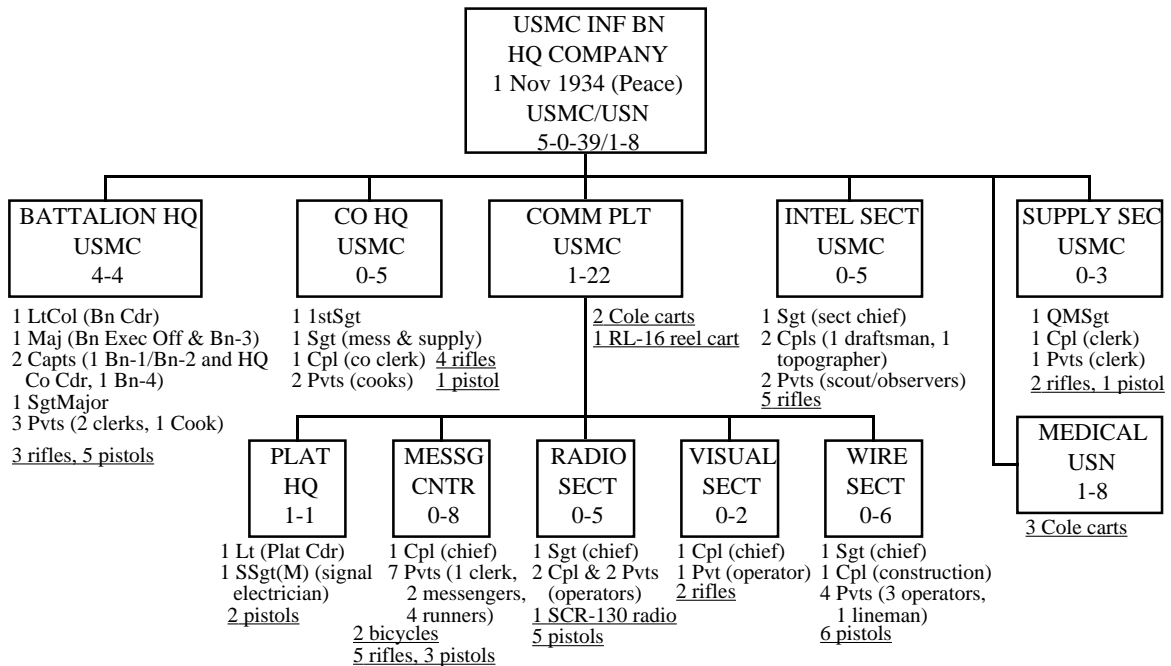 USMC INF BN
HQ COMPANY
1 Nov 1934 (Peace)
USMC/USN
5-0-39/1-8
BATTALION HQ
USMC
4-4
1 LtCol (Bn Cdr)
1 Maj (Bn Exec Off & Bn-3)
2 Capts (1 Bn-1/Bn-2 and HQ
Co Cdr, 1 Bn-4)
1 SgtMajor
3 Pvts (2 clerks, 1 Cook)
3 rifles, 5 pistols
CO HQ
USMC
0-5
1 1stSgt
1 Sgt (mess & supply)
1 Cpl (co clerk)
2 Pvts (cooks)
4 rifles
1 pistol
COMM PLT
USMC
1-22
2 Cole carts
1 RL-16 reel cart
INTEL SECT
USMC
0-5
1 Sgt (sect chief)
2 Cpls (1 draftsman, 1
topographer)
2 Pvts (scout/observers)
5 rifles
SUPPLY SEC
USMC
0-3
1 QMSgt
1 Cpl (clerk)
1 Pvts (clerk)
2 rifles, 1 pistol
MEDICAL
USN
1-8
3 Cole carts
PLAT
HQ
1-1
1 Lt (Plat Cdr)
1 SSgt(M) (signal
electrician)
2 pistols
MESSG
CNTR
0-8
1 Cpl (chief)
7 Pvts (1 clerk,
2 messengers,
4 runners)
2 bicycles
5 rifles, 3 pistols
RADIO
SECT
0-5
1 Sgt (chief)
2 Cpl & 2 Pvts
(operators)
1 SCR-130 radio
5 pistols
VISUAL
SECT
0-2
1 Cpl (chief)
1 Pvt (operator)
2 rifles
WIRE
SECT
0-6
1 Sgt (chief)
1 Cpl (construction)
4 Pvts (3 operators,
1 lineman)
6 pistols